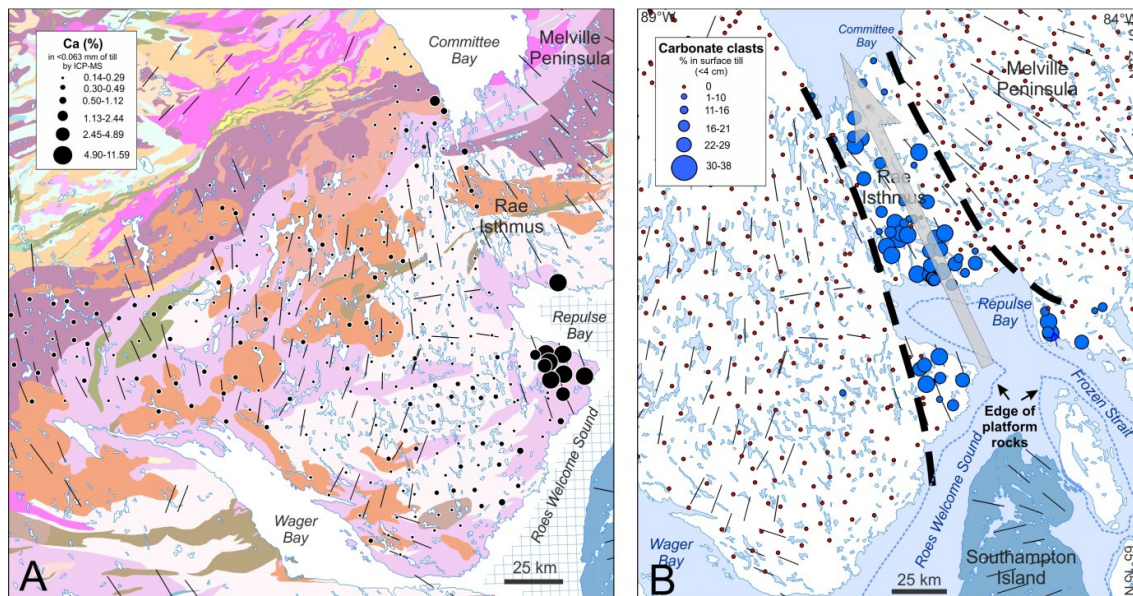 Ca (%)
in <0.063 mm of till
by ICP-MS
0.14-0.29
0.30-0.49
0.50-1.12
1.13-2.44
2.45-4.89
4.90-11.59
Committee
Bay
Melville
Peninsula
Rae
Isthmus
Repulse
Bay
Roes Welcome Sound
Wager
Bay
A
25 km
89°W
84°W
Carbonate clasts
% in surface till
(<4 cm)
0
1-10
11-16
16-21
22-29
30-38
Committee
Bay
Melville
Peninsula
Rae
Isthmus
Repulse
Bay
Frozen Strait
Edge of
platform
rocks
Roes Welcome Sound
Wager
Bay
Southampton
Island
65°15'N
B
25 km